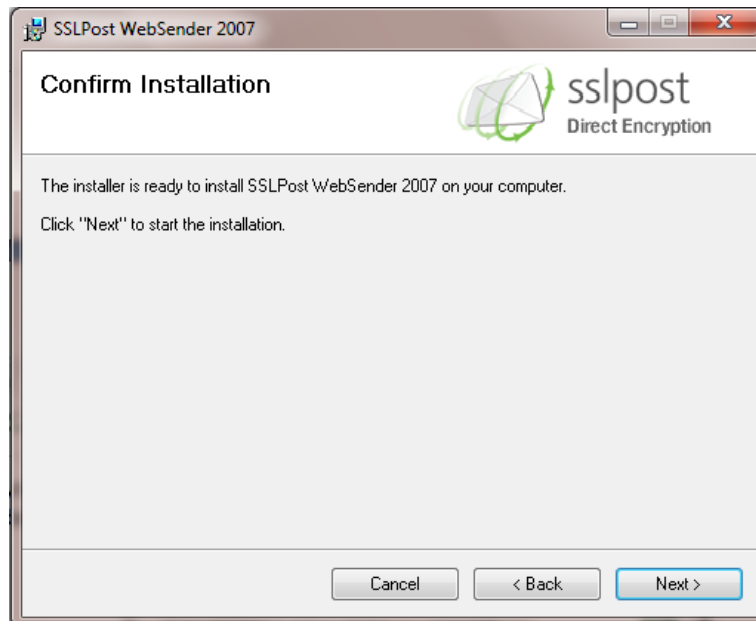 SSLPost WebSender 2007
Confirm Installation
sslpost
Direct Encryption
The installer is ready to install SSLPost WebSender 2007 on your computer.
Click "Next" to start the installation.
Cancel
< Back
Next >